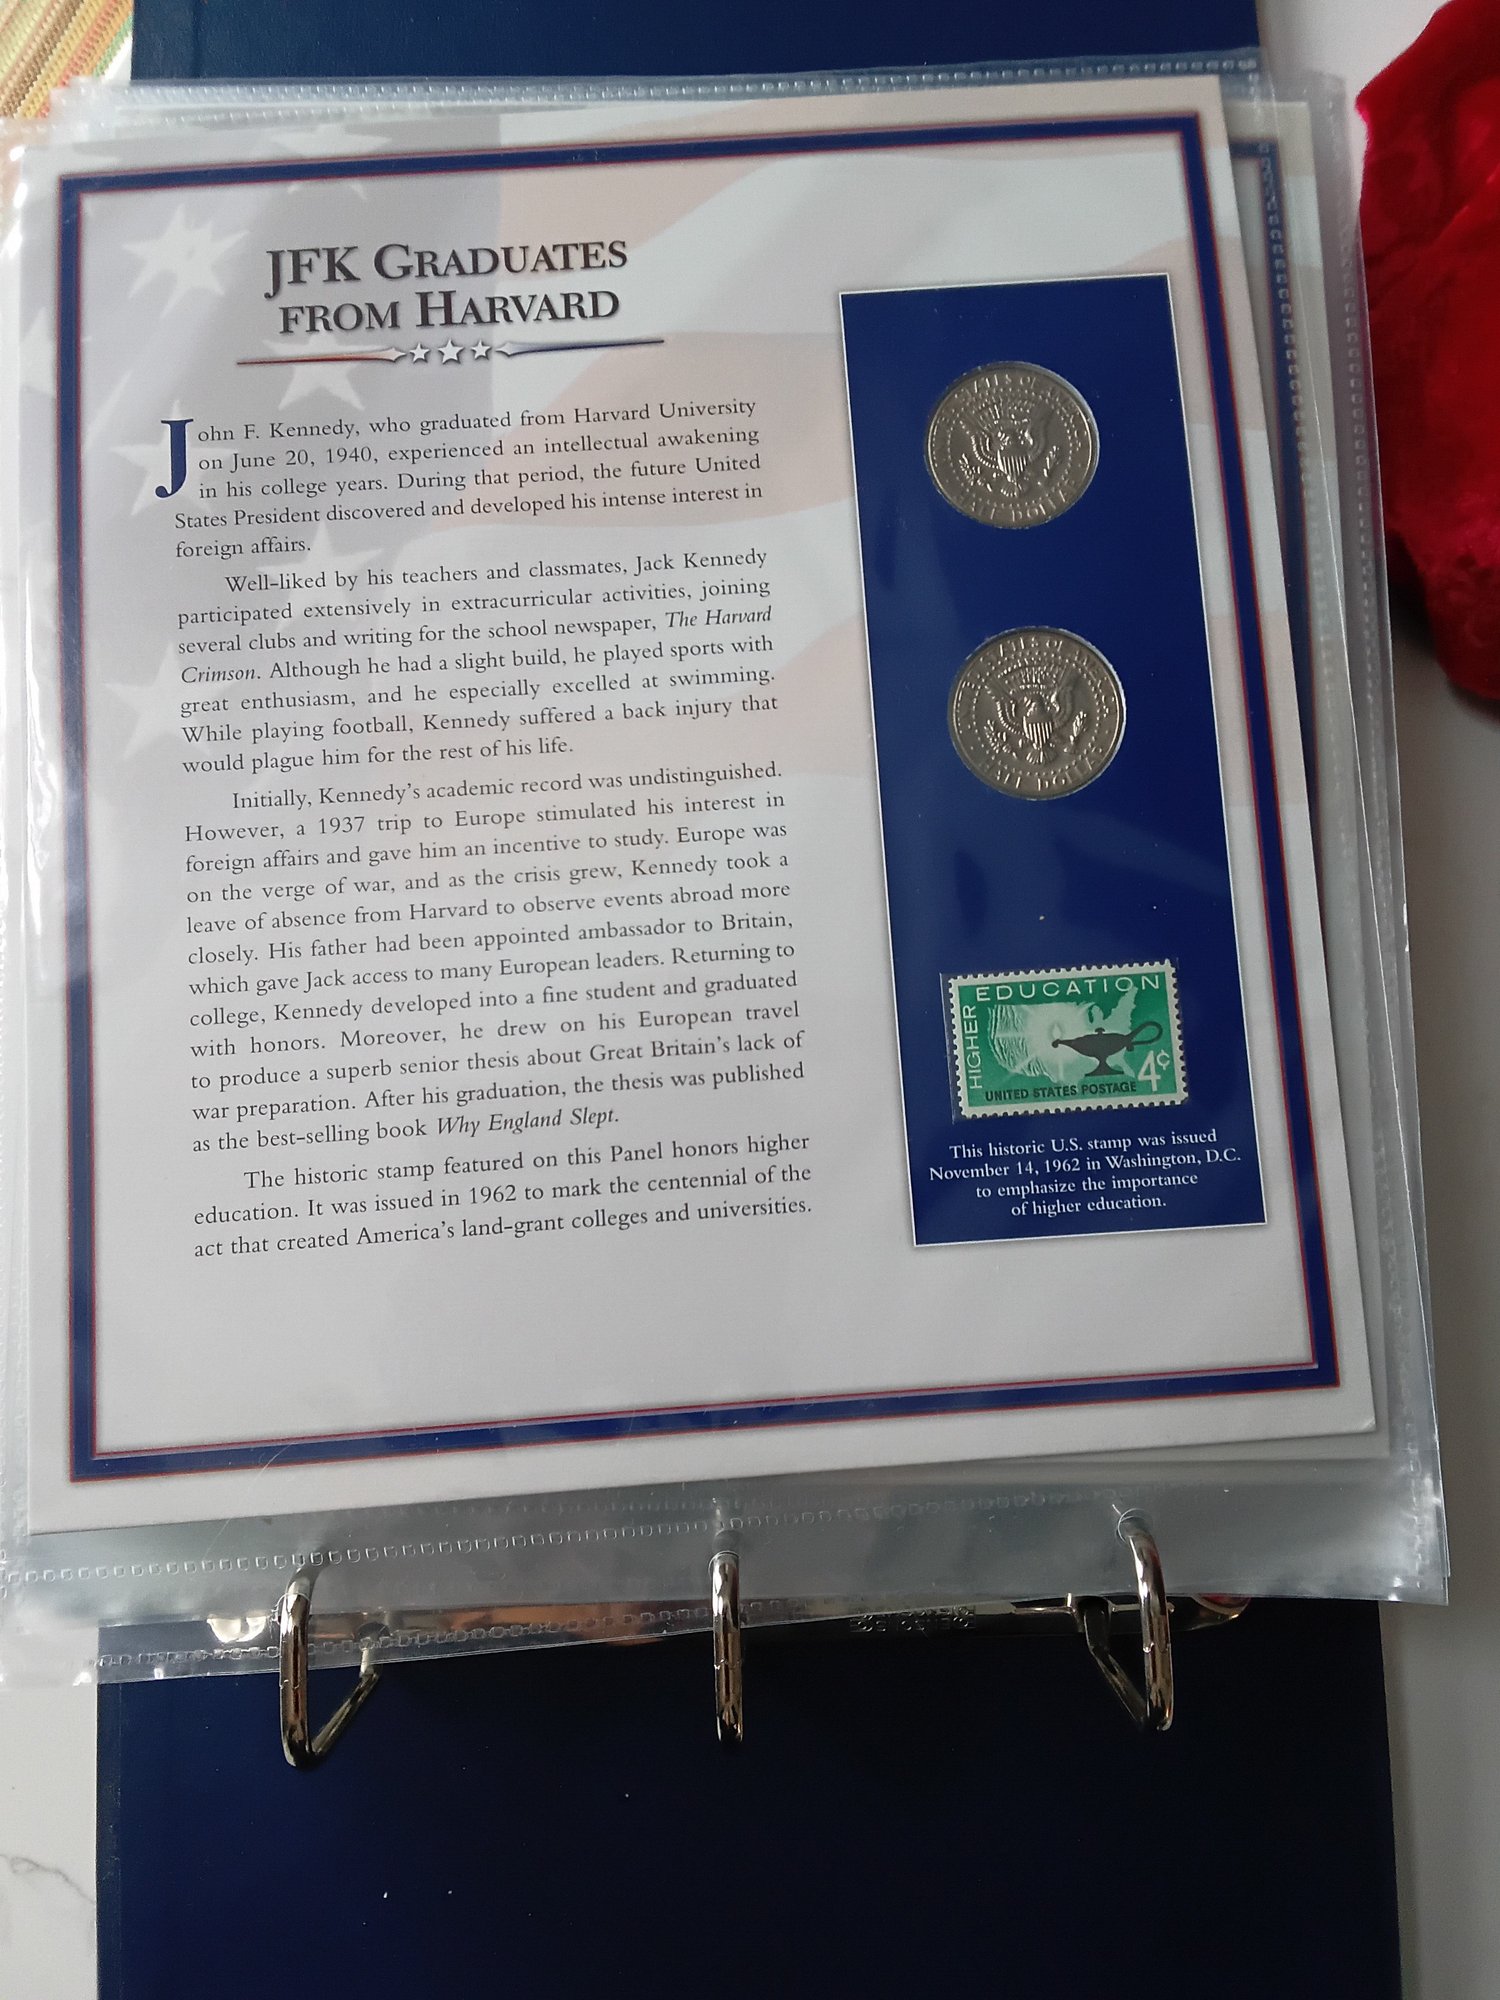 JFK GRADUATES
FROM HARVARD
John F. Kennedy, who graduated from Harvard University
on June 20, 1940, experienced an intellectual awakening
in his college years. During that period, the future United
States President discovered and developed his intense interest in
foreign affairs.
Well-liked by his teachers and classmates, Jack Kennedy
participated extensively in extracurricular activities, joining
several clubs and writing for the school newspaper, The Harvard
Crimson. Although he had a slight build, he played sports with
great enthusiasm, and he especially excelled at swimming.
While playing football, Kennedy suffered a back injury that
would plague him for the rest of his life.
Initially, Kennedy's academic record was undistinguished.
However, a 1937 trip to Europe stimulated his interest in
foreign affairs and gave him an incentive to study. Europe was
on the verge of war, and as the crisis grew, Kennedy took a
leave of absence from Harvard to observe events abroad more
closely. His father had been appointed ambassador to Britain,
which gave Jack access to many European leaders. Returning to
college, Kennedy developed into a fine student and graduated
with honors. Moreover, he drew on his European travel
to produce a superb senior thesis about Great Britain's lack of
war preparation. After his graduation, the thesis was published
as the best-selling book Why England Slept.
The historic stamp featured on this Panel honors higher
education. It was issued in 1962 to mark the centennial of the
act that created America's land-grant colleges and universities.
STATES OF
HALF DOLLAR
UNITED STATES OF AMERICA
HALF DOLLAR
HIGHER EDUCATION
4¢
UNITED STATES POSTAGE
This historic U.S. stamp was issued
November 14, 1962 in Washington, D.C.
to emphasize the importance
of higher education.